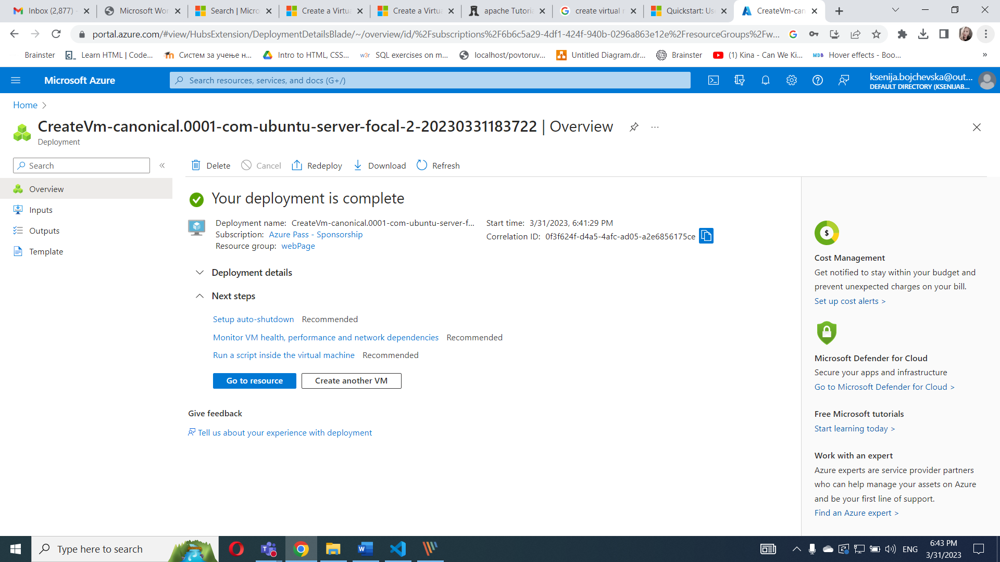 Inbox (2,877) -
Microsoft Wor
Search | Micro
Create a Virtua
Create a Virtua
apache Tutoria
create virtual r
Quickstart: Use
CreateVm-can
portal.azure.com/#view/HubsExtension/DeploymentDetailsBlade/~/overview/id/%2Fsubscriptions%2F6b6c5a29-4df1-424f-940b-0296a863e12e%2FresourceGroups%2Fw...
Brainster
Learn HTML | Code...
Систем за учење н...
Intro to HTML, CSS...
SQL exercises on m...
localhost/povtoruv...
Untitled Diagram.dr...
Brainster
(1) Kina - Can We Ki...
Hover effects - Boo...
»
Microsoft Azure
Search resources, services, and docs (G+/)
ksenija.bojchevska@out...
DEFAULT DIRECTORY (KSENIJAB...
Home
CreateVm-canonical.0001-com-ubuntu-server-focal-2-20230331183722 | Overview
Deployment
Search
Delete
Cancel
Redeploy
Download
Refresh
Overview
Inputs
Outputs
Template
Your deployment is complete
Deployment name: CreateVm-canonical.0001-com-ubuntu-server-f...
Subscription: Azure Pass - Sponsorship
Resource group: webPage
Start time: 3/31/2023, 6:41:29 PM
Correlation ID: 0f3f624f-d4a5-4afc-ad05-a2e6856175ce
Deployment details
Next steps
Setup auto-shutdown Recommended
Monitor VM health, performance and network dependencies Recommended
Run a script inside the virtual machine Recommended
Go to resource
Create another VM
Give feedback
Tell us about your experience with deployment
Cost Management
Get notified to stay within your budget and
prevent unexpected charges on your bill.
Set up cost alerts >
Microsoft Defender for Cloud
Secure your apps and infrastructure
Go to Microsoft Defender for Cloud >
Free Microsoft tutorials
Start learning today >
Work with an expert
Azure experts are service provider partners
who can help manage your assets on Azure
and be your first line of support.
Find an Azure expert >
Type here to search
ENG
6:43 PM
3/31/2023